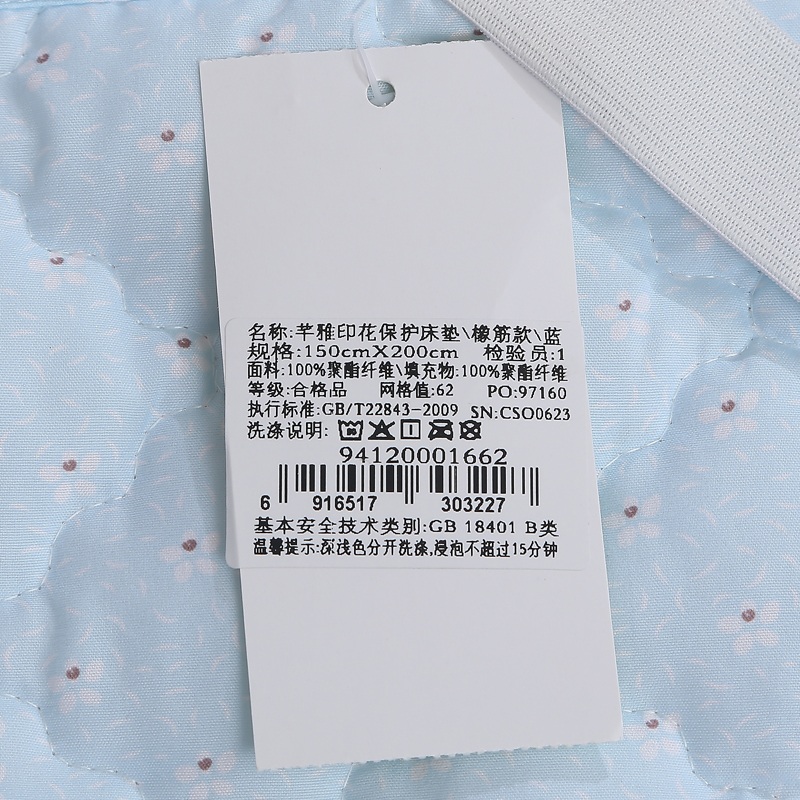 名称:芊雅印花保护床垫\橡筋款\蓝
规格:150cmX200cm 检验员:1
面料:100%聚酯纤维\填充物:100%聚酯纤维
等级:合格品 网格值:62 PO:97160
执行标准:GB/T22843-2009 SN:CSO0623
洗涤说明:
94120001662
6 916517 303227
基本安全技术类别:GB 18401 B类
温馨提示:深浅色分开洗涤,浸泡不超过15分钟